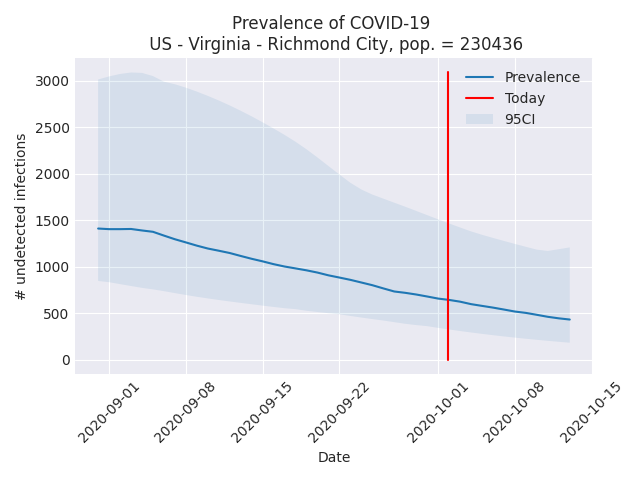 Prevalence of COVID-19
US - Virginia - Richmond City, pop. = 230436
3000
2500
2000
1500
1000
500
0
# undetected infections
Prevalence
Today
95CI
2020-09-01
2020-09-08
2020-09-15
2020-09-22
2020-10-01
2020-10-08
2020-10-15
Date